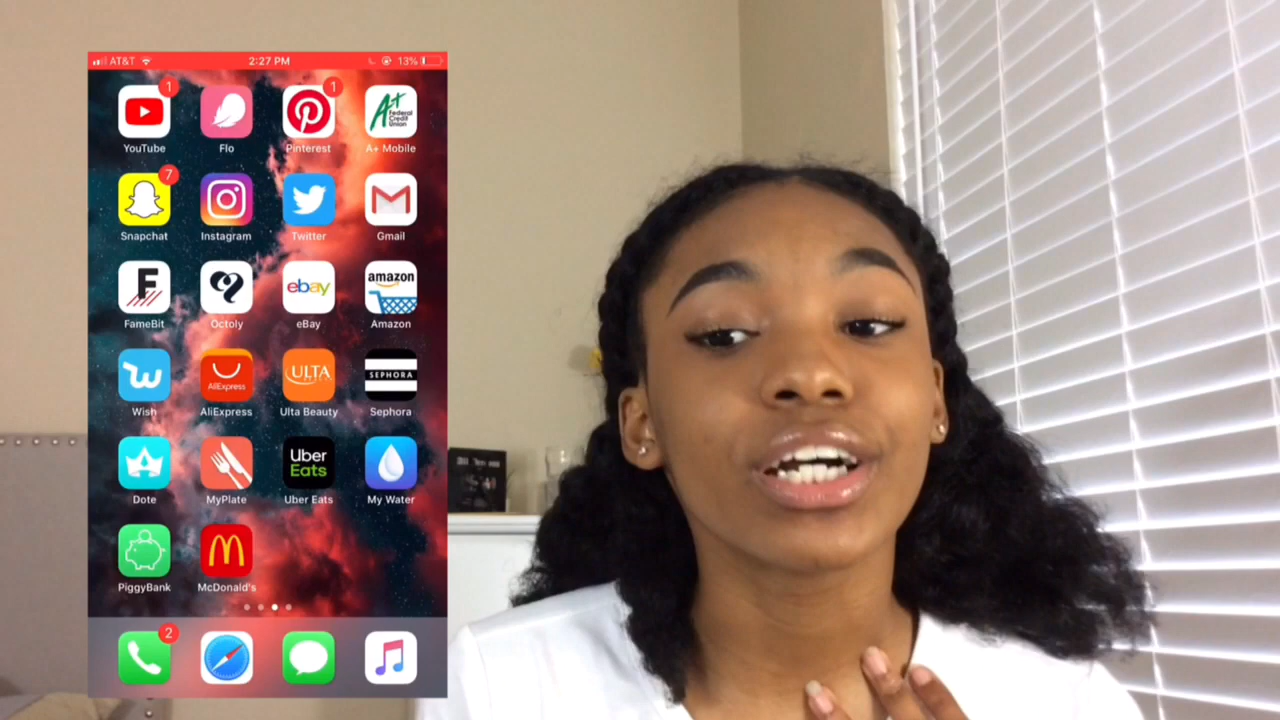 AT&T 2:27 PM 13%
1 1
A+ Federal Credit Union
YouTube Flo Pinterest A+ Mobile
7
Snapchat Instagram Twitter Gmail
F ebay amazon
FameBit Octoly eBay Amazon
AliExpress ULTA SEPHORA
Wish AliExpress Ulta Beauty Sephora
Uber Eats
Dote MyPlate Uber Eats My Water
PiggyBank McDonald's
2